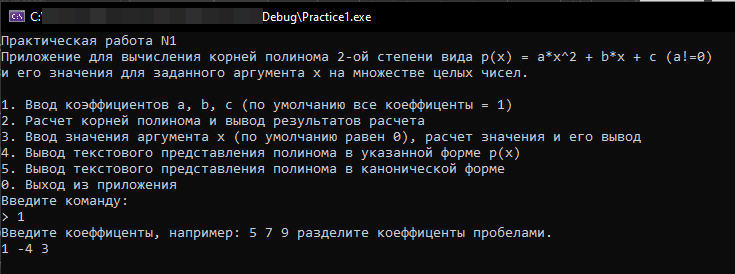 C:\ Debug\Practice1.exe
Практическая работа N1
Приложение для вычисления корней полинома 2-ой степени вида p(x) = a*x^2 + b*x + c (a!=0)
и его значения для заданного аргумента x на множестве целых чисел.
1. Ввод коэффициентов a, b, c (по умолчанию все коеффиценты = 1)
2. Расчет корней полинома и вывод результатов расчета
3. Ввод значения аргумента x (по умолчанию равен 0), расчет значения и его вывод
4. Вывод текстового представления полинома в указанной форме p(x)
5. Вывод текстового представления полинома в канонической форме
0. Выход из приложения
Введите команду:
> 1
Введите коеффиценты, например: 5 7 9 разделите коеффиценты пробелами.
1 -4 3